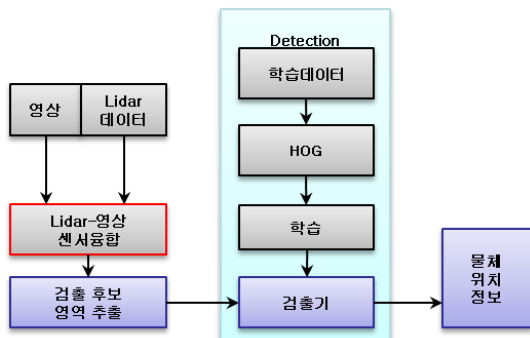 Detection
학습데이터
영상
Lidar
데이터
HOG
Lidar-영상
센서융합
학습
검출 후보
영역 추출
검출기
물체
위치
정보